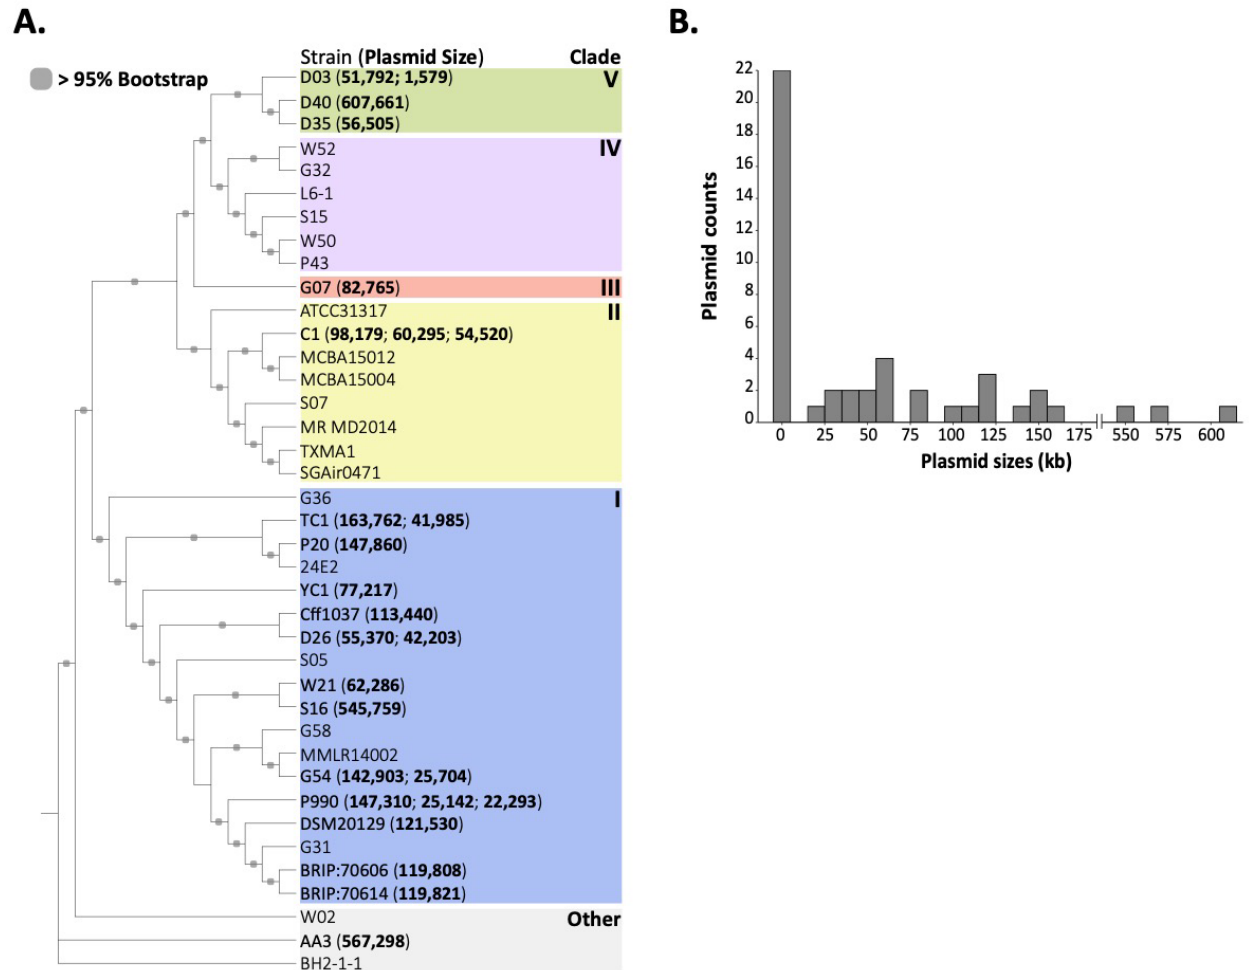 A.
B.
Strain (Plasmid Size) Clade
> 95% Bootstrap
D03 (51,792; 1,579) V
D40 (607,661)
D35 (56,505)
W52 IV
G32
L6-1
S15
W50
P43
G07 (82,765) III
ATCC31317 II
C1 (98,179; 60,295; 54,520)
MCBA15012
MCBA15004
S07
MR MD2014
TXMA1
SGAir0471
G36 I
TC1 (163,762; 41,985)
P20 (147,860)
24E2
YC1 (77,217)
Cff1037 (113,440)
D26 (55,370; 42,203)
S05
W21 (62,286)
S16 (545,759)
G58
MMLR14002
G54 (142,903; 25,704)
P990 (147,310; 25,142; 22,293)
DSM20129 (121,530)
G31
BRIP:70606 (119,808)
BRIP:70614 (119,821)
W02 Other
AA3 (567,298)
BH2-1-1
Plasmid counts
22
20
18
16
14
12
10
8
6
4
2
0
0 25 50 75 100 125 150 175 550 575 600
Plasmid sizes (kb)